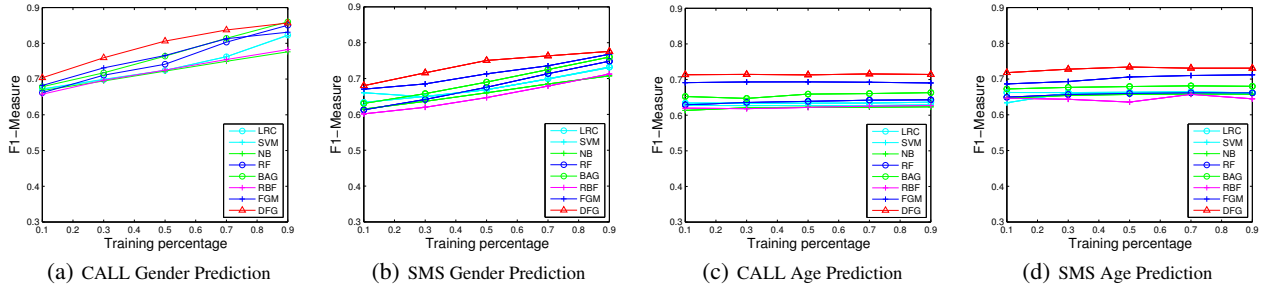 0.9
0.8
0.7
0.6
0.5
0.4
0.3
F1−Measure
LRC
SVM
NB
RF
BAG
RBF
FGM
DFG
0.1 0.2 0.3 0.4 0.5 0.6 0.7 0.8 0.9
Training percentage
(a) CALL Gender Prediction
0.9
0.8
0.7
0.6
0.5
0.4
0.3
F1−Measure
LRC
SVM
NB
RF
BAG
RBF
FGM
DFG
0.1 0.2 0.3 0.4 0.5 0.6 0.7 0.8 0.9
Training percentage
(b) SMS Gender Prediction
0.9
0.8
0.7
0.6
0.5
0.4
0.3
F1−Measure
LRC
SVM
NB
RF
BAG
RBF
FGM
DFG
0.1 0.2 0.3 0.4 0.5 0.6 0.7 0.8 0.9
Training percentage
(c) CALL Age Prediction
0.9
0.8
0.7
0.6
0.5
0.4
0.3
F1−Measure
LRC
SVM
NB
RF
BAG
RBF
FGM
DFG
0.1 0.2 0.3 0.4 0.5 0.6 0.7 0.8 0.9
Training percentage
(d) SMS Age Prediction